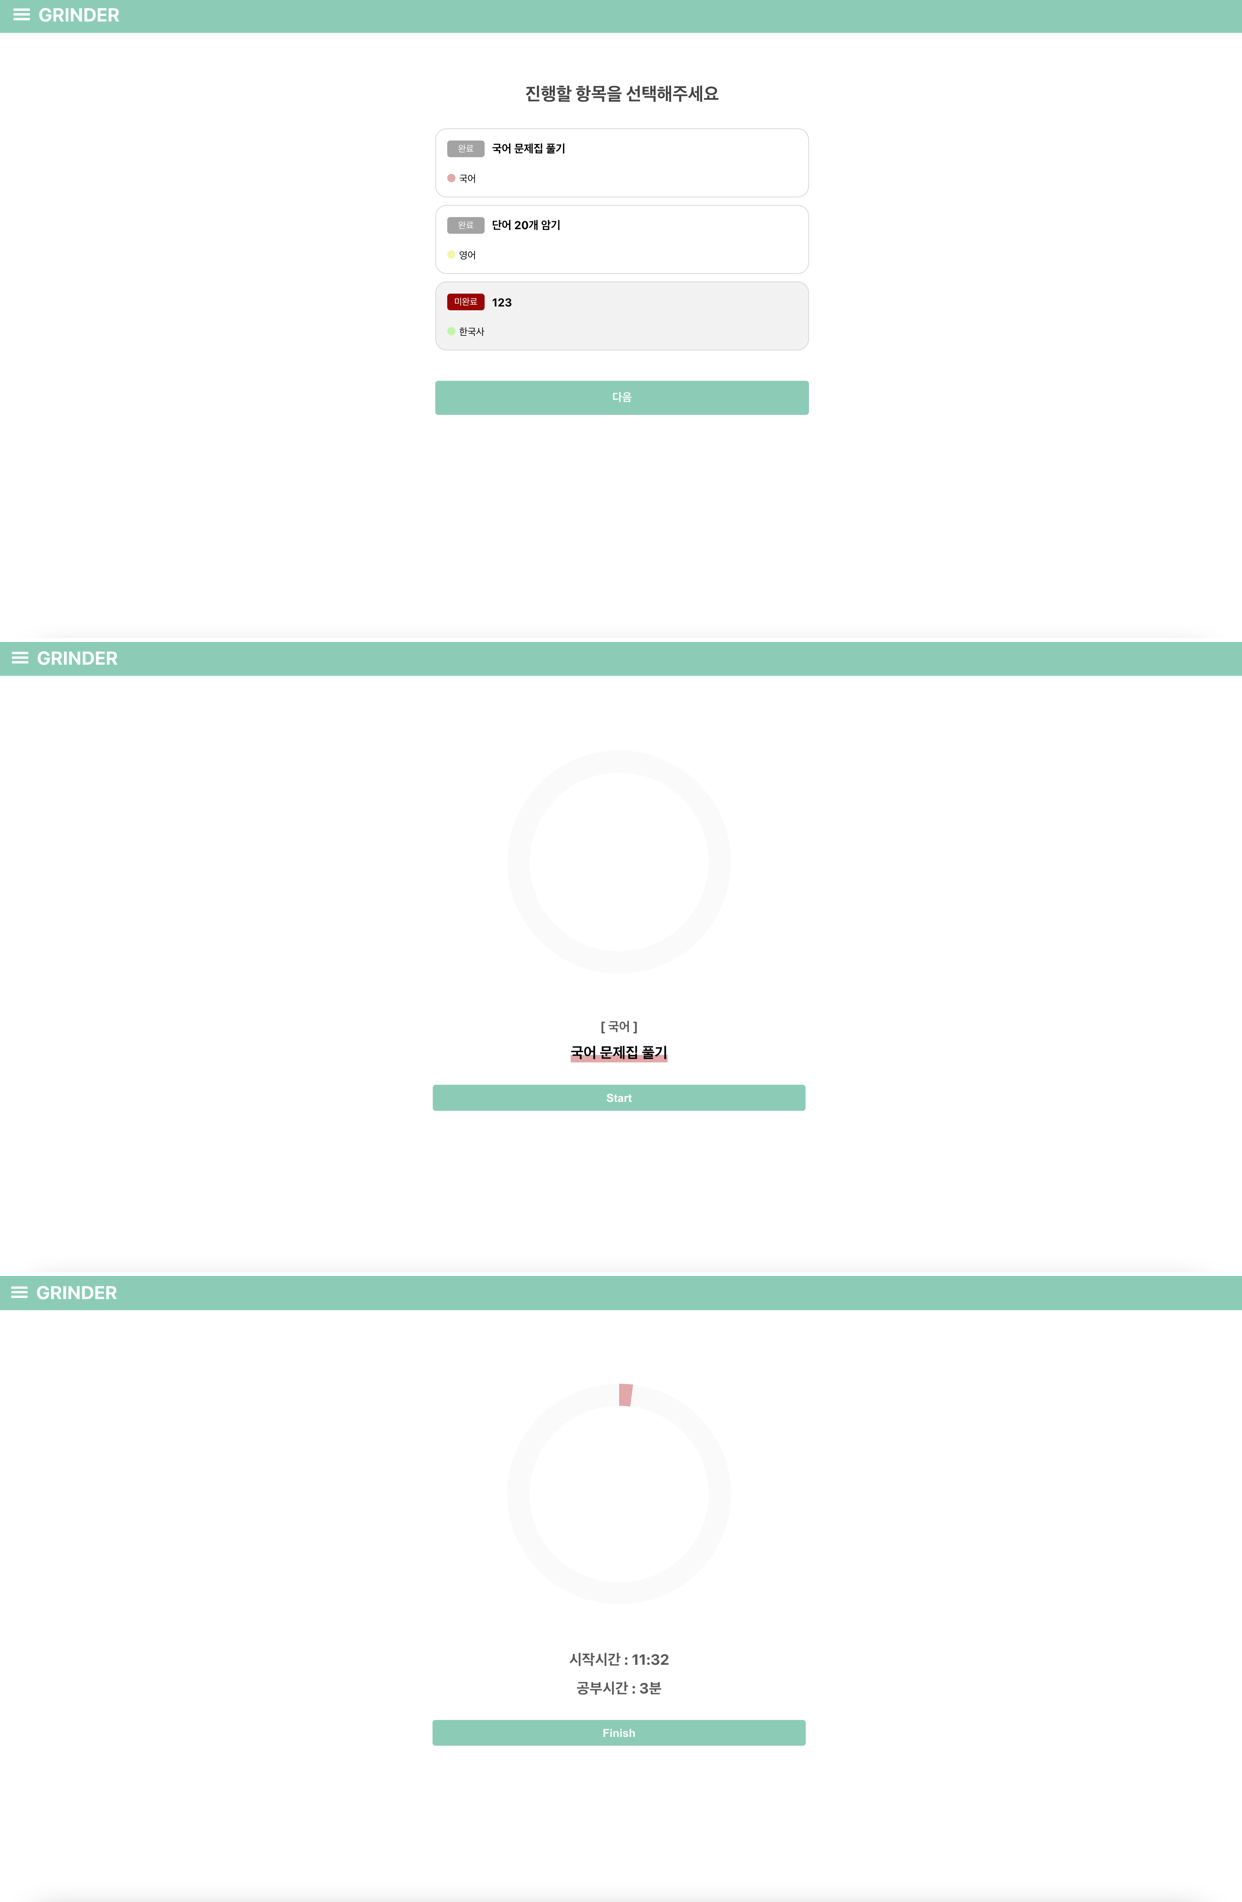 GRINDER
진행할 항목을 선택해주세요
완료 국어 문제집 풀기
국어
완료 단어 20개 암기
영어
미완료 123
한국사
다음
GRINDER
[ 국어 ]
국어 문제집 풀기
Start
GRINDER
시작시간 : 11:32
공부시간 : 3분
Finish